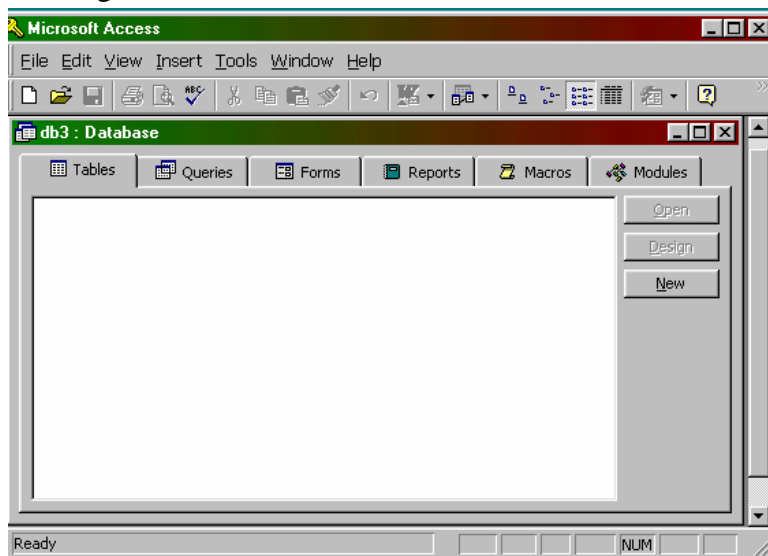 Microsoft Access
File Edit View Insert Tools Window Help
ABC
db3 : Database
Tables Queries Forms Reports Macros Modules
Open
Design
New
Ready NUM